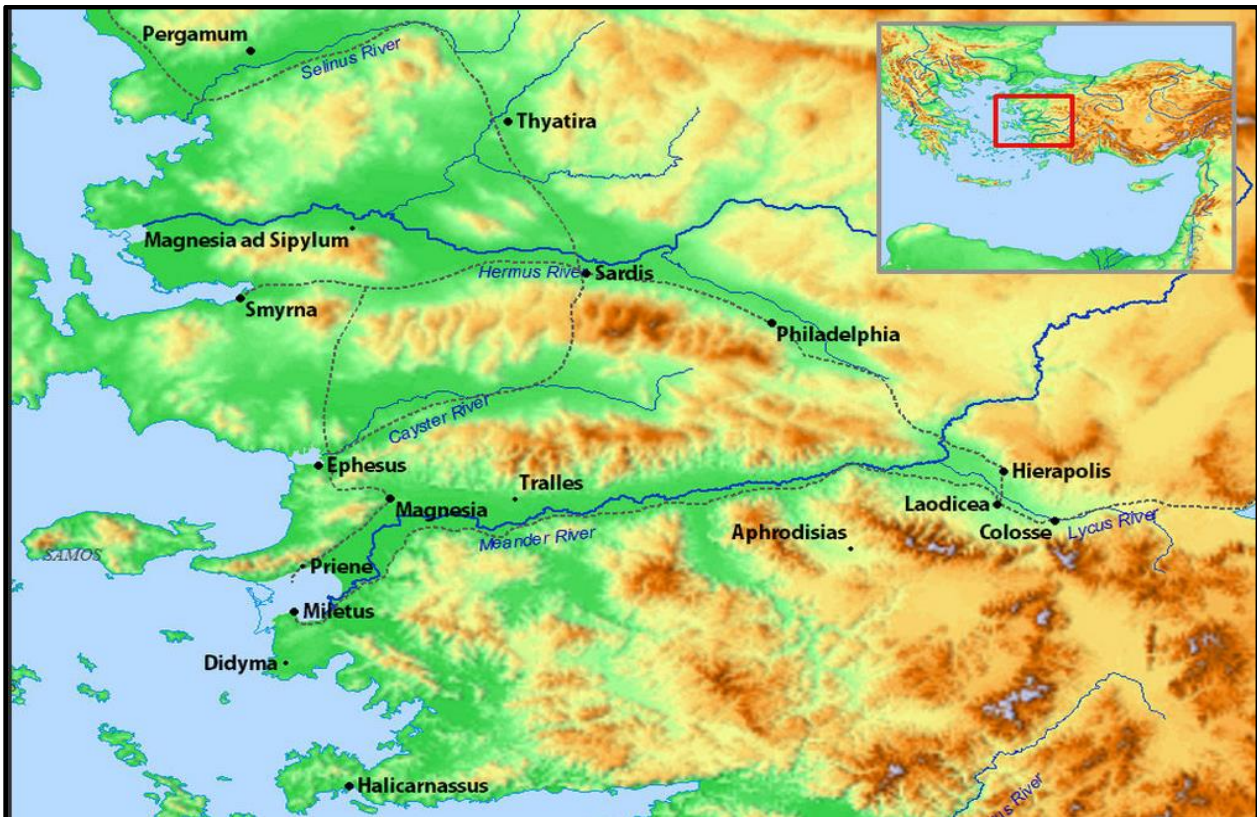 Pergamum
Selinus River
Thyatira
Magnesia ad Sipylum
Hermus Rive
Sardis
Smyrna
Philadelphia
Cayster River
Ephesus
Tralles
Hierapolis
Magnesia
Laodicea
Meander River
Aphrodisias
Colosse
Lycus River
SAMOS
Priene
Miletus
Didyma
Halicarnassus
River